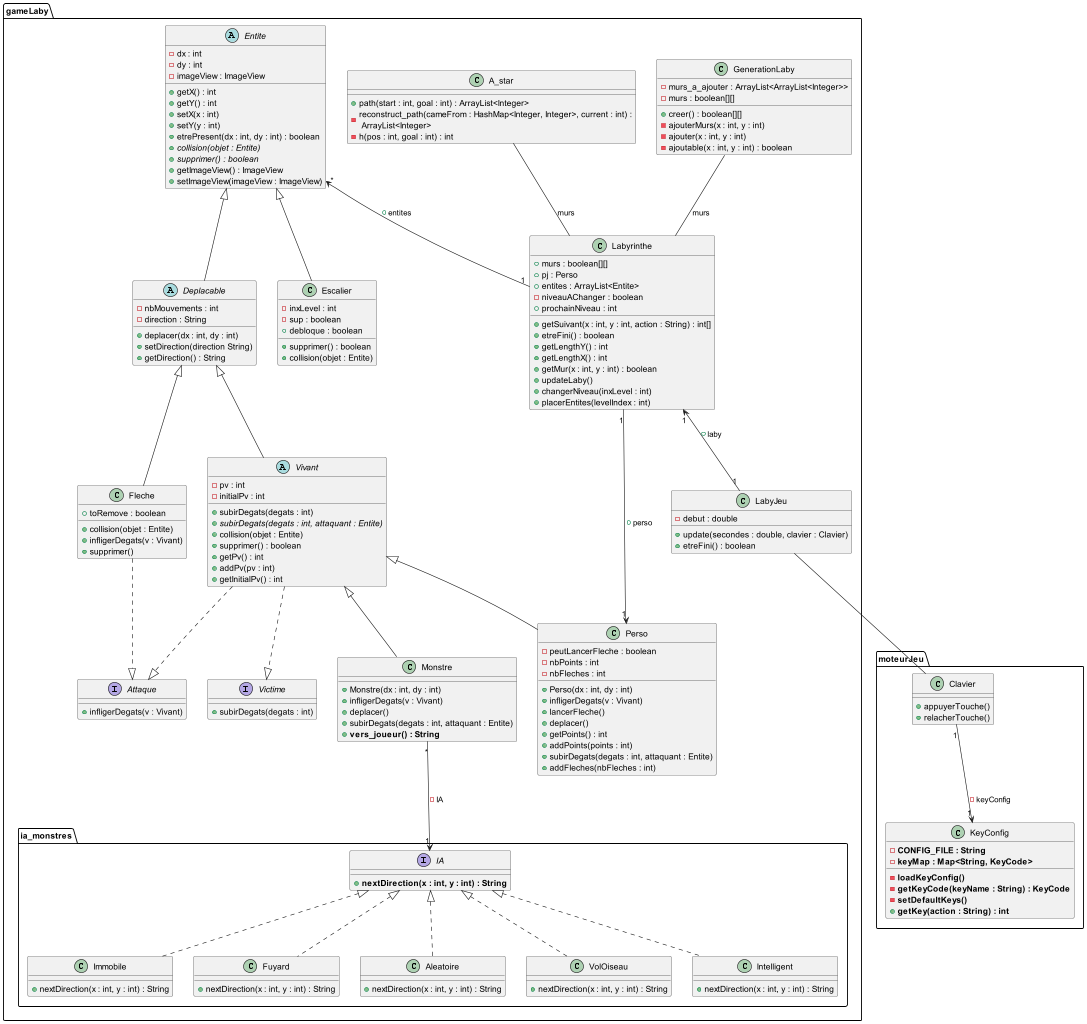 gameLaby
A Entite
dx : int
dy : int
imageView : ImageView
getX() : int
getY() : int
setX(x : int)
setY(y : int)
etrePresent(dx : int, dy : int) : boolean
collision(objet : Entite)
supprimer() : boolean
getImageView() : ImageView
setImageView(imageView : ImageView)
C A_star
path(start : int, goal : int) : ArrayList<Integer>
reconstruct_path(cameFrom : HashMap<Integer, Integer>, current : int) :
ArrayList<Integer>
h(pos : int, goal : int) : int
C GenerationLaby
murs_a_ajouter : ArrayList<ArrayList<Integer>>
murs : boolean[][]
creer() : boolean[][]
ajouterMurs(x : int, y : int)
ajouter(x : int, y : int)
ajoutable(x : int, y : int) : boolean
*
entites
murs
murs
1
A Deplacable
nbMouvements : int
direction : String
deplacer(dx : int, dy : int)
setDirection(direction String)
getDirection() : String
C Escalier
inxLevel : int
sup : boolean
debloque : boolean
supprimer() : boolean
collision(objet : Entite)
C Labyrinthe
murs : boolean[][]
pj : Perso
entites : ArrayList<Entite>
niveauAChanger : boolean
prochainNiveau : int
getSuivant(x : int, y : int, action : String) : int[]
etreFini() : boolean
getLengthY() : int
getLengthX() : int
getMur(x : int, y : int) : boolean
updateLaby()
changerNiveau(inxLevel : int)
placerEntites(levelIndex : int)
1
1
laby
1
perso
1
C Fleche
toRemove : boolean
collision(objet : Entite)
infligerDegats(v : Vivant)
supprimer()
A Vivant
pv : int
initialPv : int
subirDegats(degats : int)
subirDegats(degats : int, attaquant : Entite)
collision(objet : Entite)
supprimer() : boolean
getPv() : int
addPv(pv : int)
getInitialPv() : int
C LabyJeu
debut : double
update(secondes : double, clavier : Clavier)
etreFini() : boolean
I Attaque
infligerDegats(v : Vivant)
I Victime
subirDegats(degats : int)
C Monstre
Monstre(dx : int, dy : int)
infligerDegats(v : Vivant)
deplacer()
subirDegats(degats : int, attaquant : Entite)
vers_joueur() : String
C Perso
peutLancerFleche : boolean
nbPoints : int
nbFleches : int
Perso(dx : int, dy : int)
infligerDegats(v : Vivant)
lancerFleche()
deplacer()
getPoints() : int
addPoints(points : int)
subirDegats(degats : int, attaquant : Entite)
addFleches(nbFleches : int)
moteurJeu
C Clavier
appuyerTouche()
relacherTouche()
1
keyConfig
1
C KeyConfig
CONFIG_FILE : String
keyMap : Map<String, KeyCode>
loadKeyConfig()
getKeyCode(keyName : String) : KeyCode
setDefaultKeys()
getKey(action : String) : int
*
IA
1
ia_monstres
I IA
nextDirection(x : int, y : int) : String
C Immobile
nextDirection(x : int, y : int) : String
C Fuyard
nextDirection(x : int, y : int) : String
C Aleatoire
nextDirection(x : int, y : int) : String
C VolOiseau
nextDirection(x : int, y : int) : String
C Intelligent
nextDirection(x : int, y : int) : String